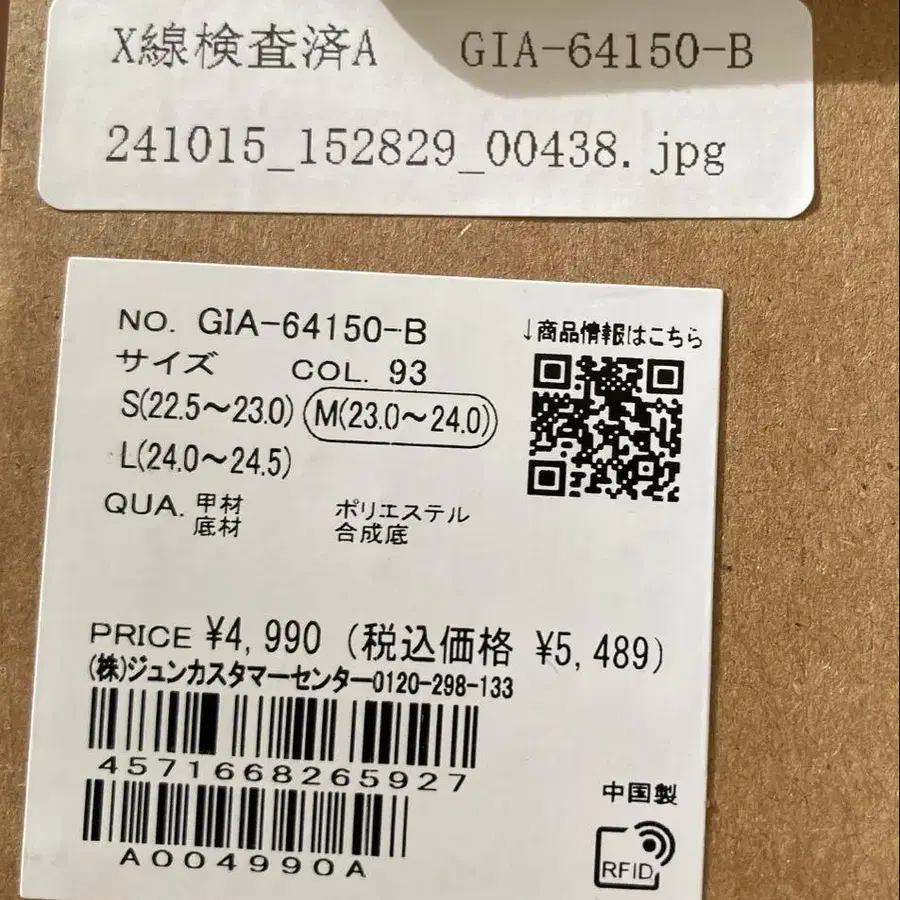 X線検査済A GIA-64150-B
241015_152829_00438.jpg
NO. GIA-64150-B
↓商品情報はこちら
サイズ COL. 93
S(22.5～23.0) M(23.0～24.0)
L(24.0～24.5)
QUA. 甲材 ポリエステル
底材 合成底
PRICE ¥4,990 (税込価格 ¥5,489)
(株)ジュンカスタマーセンター0120-298-133
4571668265927
中国製
A004990A
RFID